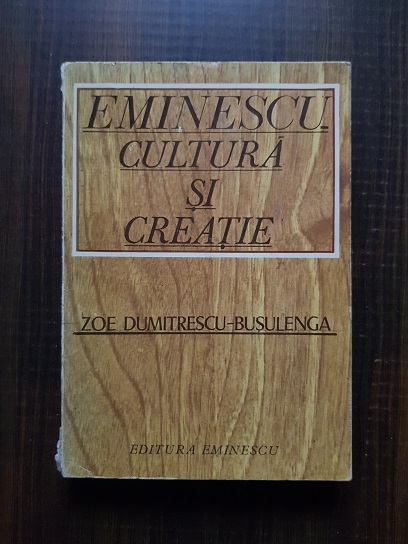 EMINESCU
CULTURĂ
ȘI
CREAȚIE
ZOE DUMITRESCU-BUȘULENGA
EDITURA EMINESCU